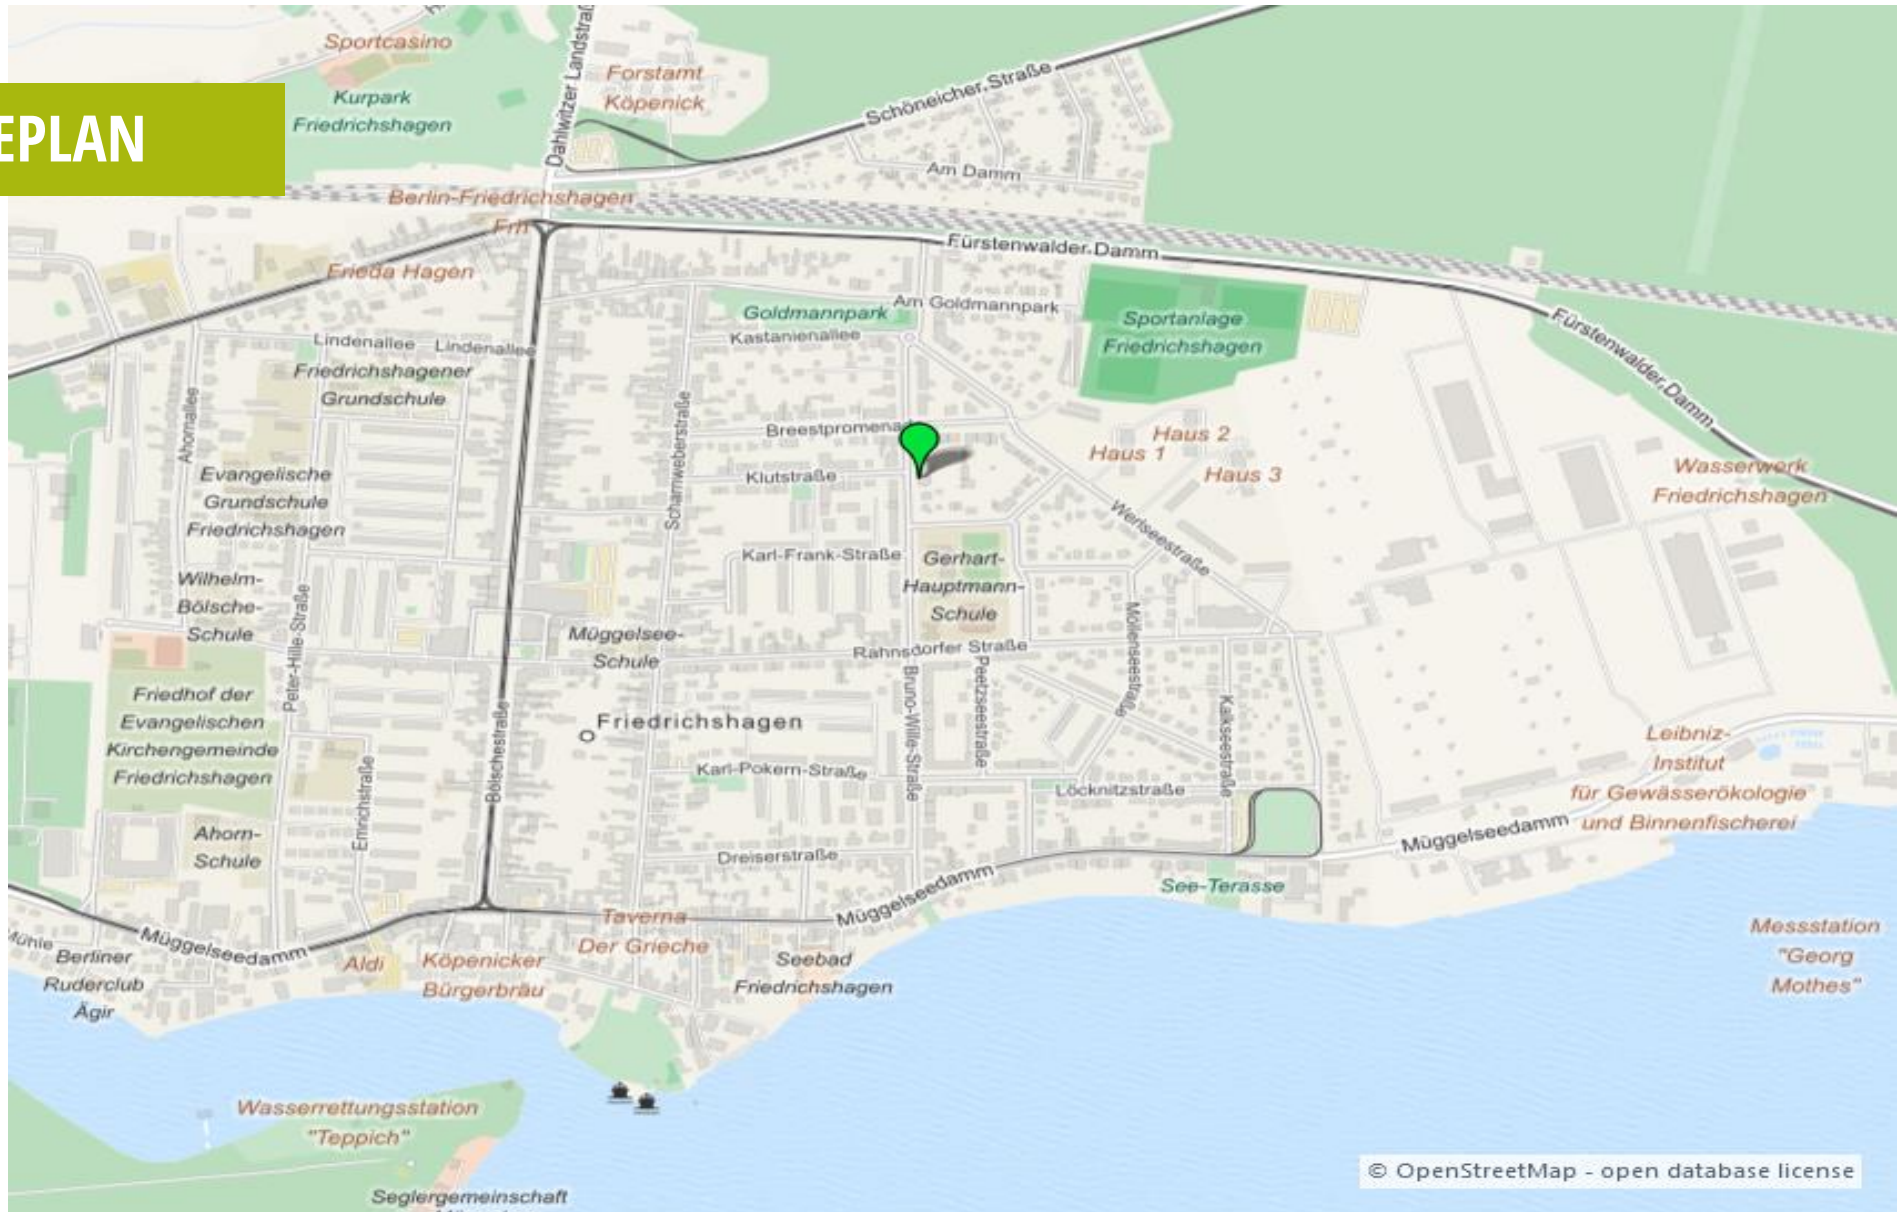 Sportcasino
Dahlwitzer Landstraß
Forstamt
Köpenick
Kurpark
Friedrichshagen
EPLAN
Schöneicher Straße
Am Damm
Berlin-Friedrichshagen
Frh
Fürstenwalder Damm
Frieda Hagen
Goldmannpark
Am Goldmannpark
Sportanlage
Friedrichshagen
Kastanienallee
Lindenallee
Lindenallee
Fürstenwalder Damm
Friedrichshagener
Grundschule
Ahornallee
Scharnweberstraße
Breestpromenad
Haus 2
Haus 1
Haus 3
Klutstraße
Wasserwerk
Friedrichshagen
Evangelische
Grundschule
Friedrichshagen
Werlseestraße
Karl-Frank-Straße
Gerhart-
Hauptmann-
Schule
Wilhelm-
Bölsche-
Schule
Peter-Hille-Straße
Müggelsee-
Schule
Rahnsdorfer Straße
Möllenseestraße
Bruno-Wille-Straße
Peetzseestraße
Kalkseestraße
Friedhof der
Evangelischen
Kirchengemeinde
Friedrichshagen
Bölschestraße
Friedrichshagen
Karl-Pokern-Straße
Löcknitzstraße
Leibniz-
Institut
für Gewässerökologie
und Binnenfischerei
Emrichstraße
Ahorn-
Schule
Dreiserstraße
Müggelseedamm
Müggelseedamm
See-Terasse
Müggelseedamm
Taverna
Der Grieche
Mühle
Berliner
Ruderclub
Ägir
Aldi
Köpenicker
Bürgerbräu
Seebad
Friedrichshagen
Messstation
"Georg
Mothes"
Wasserrettungsstation
"Teppich"
© OpenStreetMap - open database license
Seglergemeinschaft